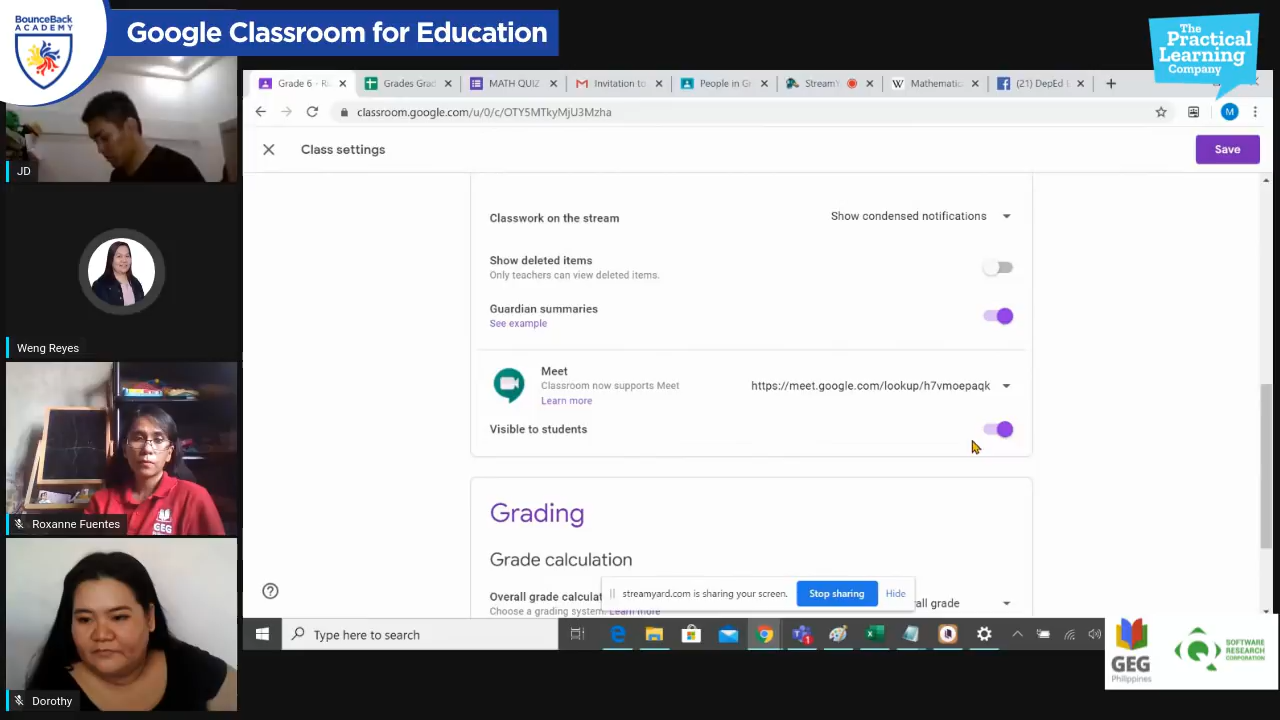 BounceBack
ACADEMY
Google Classroom for Education
The
Practical
Learning
Company
Grade 6 - R
Grades Grad
MATH QUIZ
Invitation to
People in Gr
StreamY
Mathematic
(21) DepEd
classroom.google.com/u/0/c/OTY5MTkyMjU3Mzha
M
Class settings
Save
Classwork on the stream
Show condensed notifications
Show deleted items
Only teachers can view deleted items.
Guardian summaries
See example
Meet
Classroom now supports Meet
https://meet.google.com/lookup/h7vmoepaqk
Learn more
Visible to students
Grading
Grade calculation
Overall grade calculat
Choose a grading system. Learn more
rall grade
streamyard.com is sharing your screen.
Stop sharing
Hide
Type here to search
JD
Weng Reyes
GEG
Roxanne Fuentes
Dorothy
GEG
Philippines
SOFTWARE
RESEARCH
CORPORATION